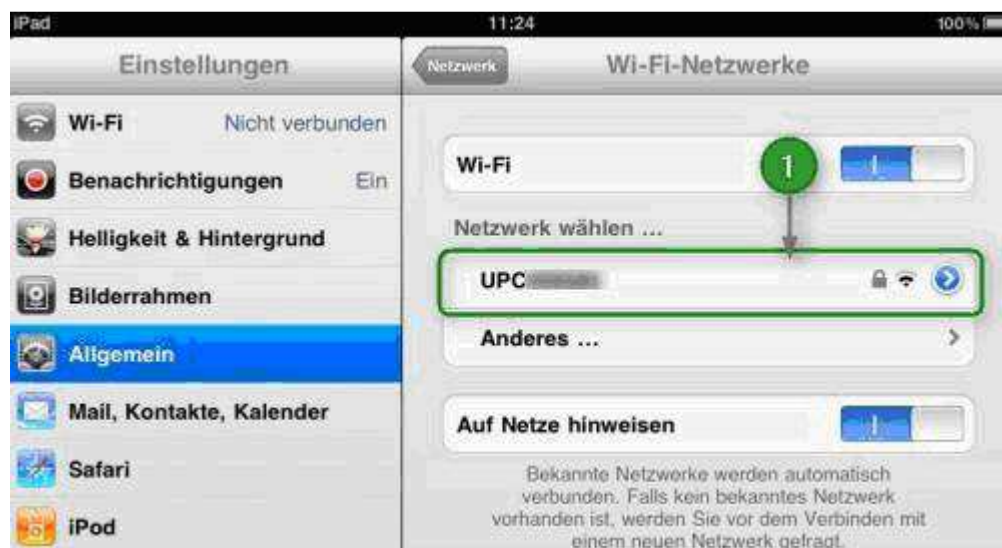 iPad 11:24 100%
Einstellungen
Netzwerk
Wi-Fi-Netzwerke
Wi-Fi Nicht verbunden
Benachrichtigungen Ein
Helligkeit & Hintergrund
Bilderrahmen
Allgemein
Mail, Kontakte, Kalender
Safari
iPod
Wi-Fi
1
Netzwerk wählen ...
UPC
Anderes ...
Auf Netze hinweisen
Bekannte Netzwerke werden automatisch
verbunden. Falls kein bekanntes Netzwerk
vorhanden ist, werden Sie vor dem Verbinden mit
einem neuen Netzwerk gefragt.